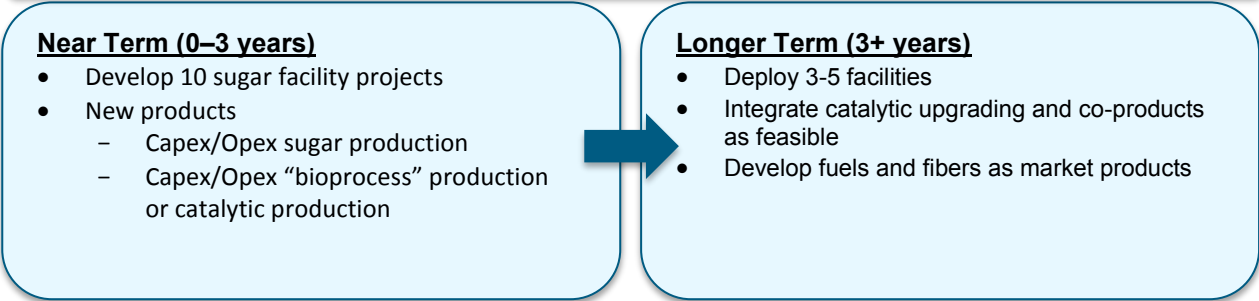 Near Term (0–3 years)
• Develop 10 sugar facility projects
• New products
– Capex/Opex sugar production
– Capex/Opex “bioprocess” production
or catalytic production
Longer Term (3+ years)
• Deploy 3-5 facilities
• Integrate catalytic upgrading and co-products
as feasible
• Develop fuels and fibers as market products